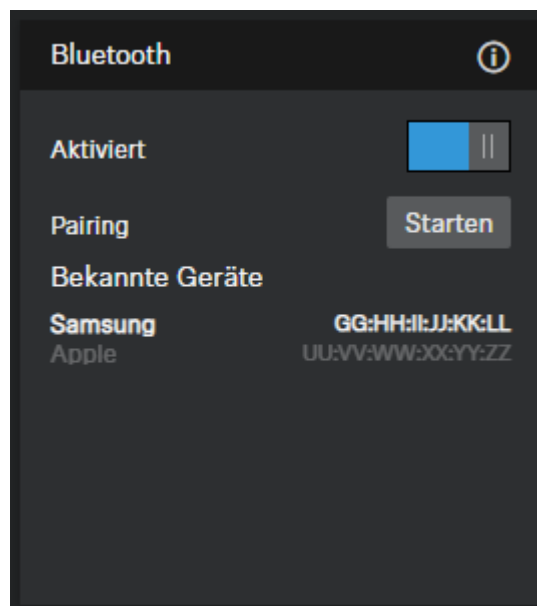 Bluetooth
Aktiviert
Pairing Starten
Bekannte Geräte
Samsung GG:HH:II:JJ:KK:LL
Apple UU:VV:WW:XX:YY:ZZ